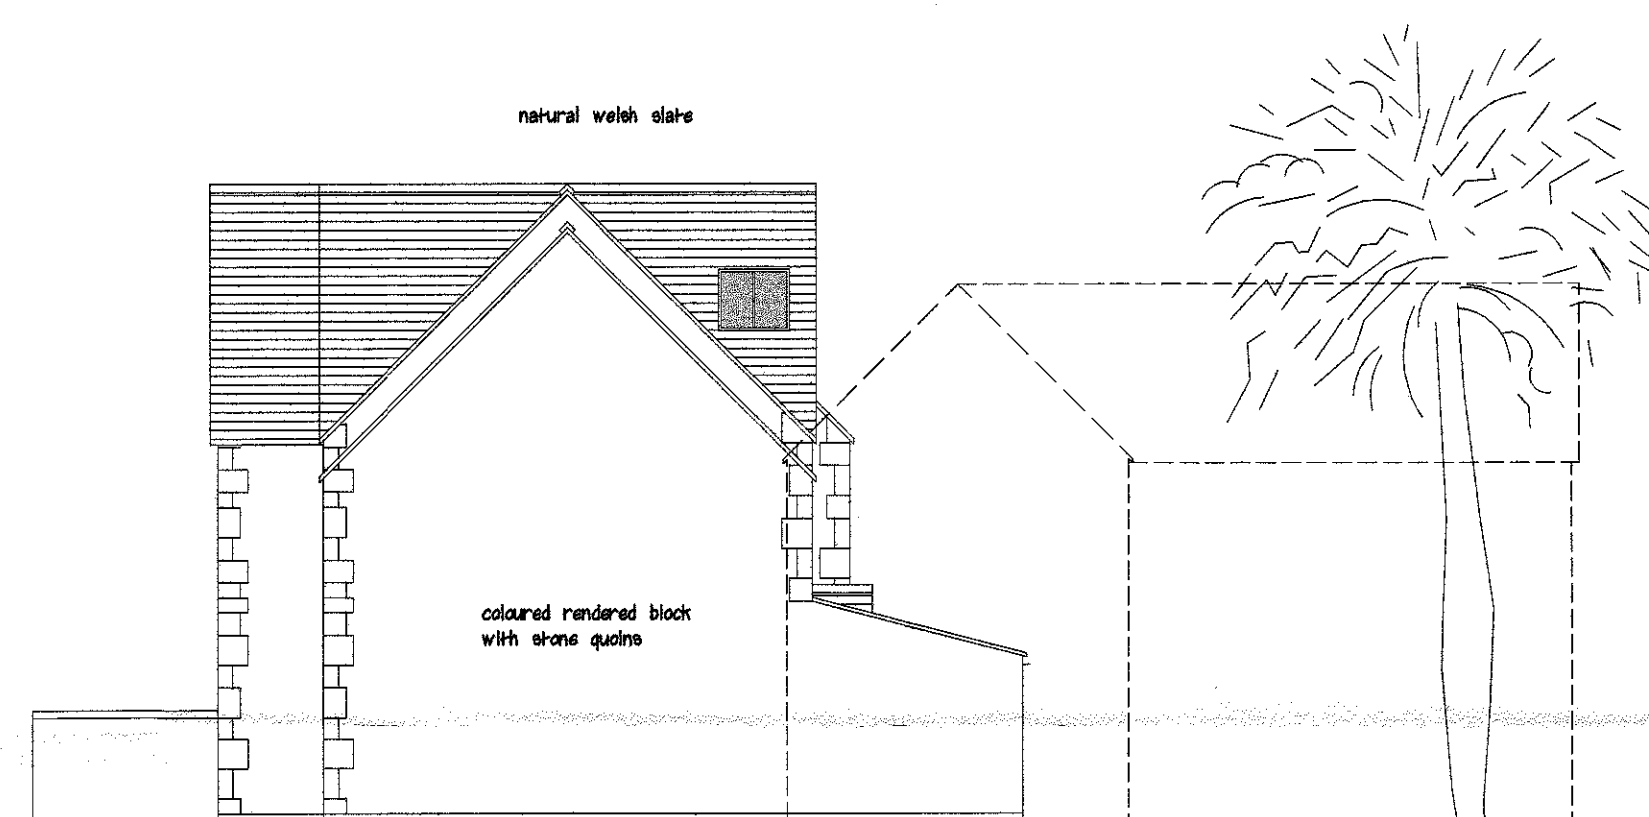 natural welsh slate
coloured rendered block
with stone quoins